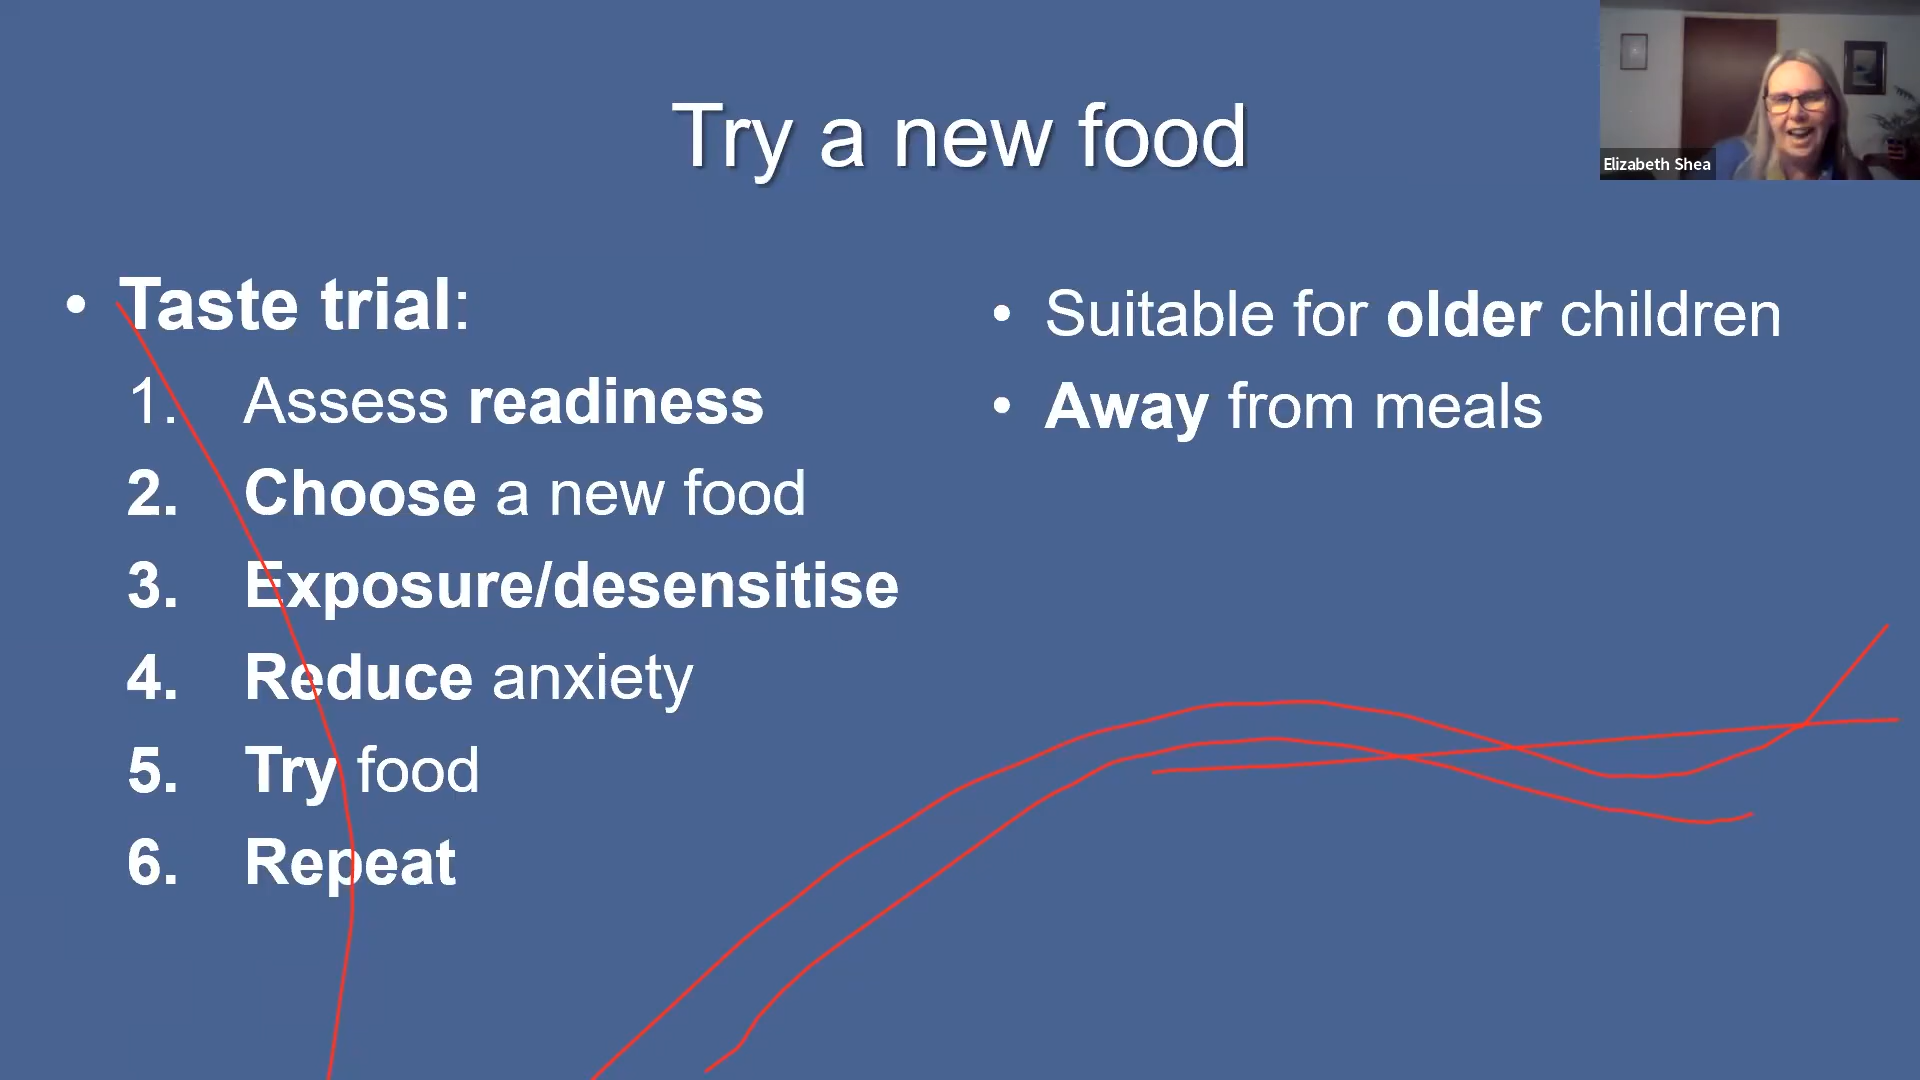 Try a new food
Elizabeth Shea
• Taste trial:
1. Assess readiness
2. Choose a new food
3. Exposure/desensitise
4. Reduce anxiety
5. Try food
6. Repeat
• Suitable for older children
• Away from meals